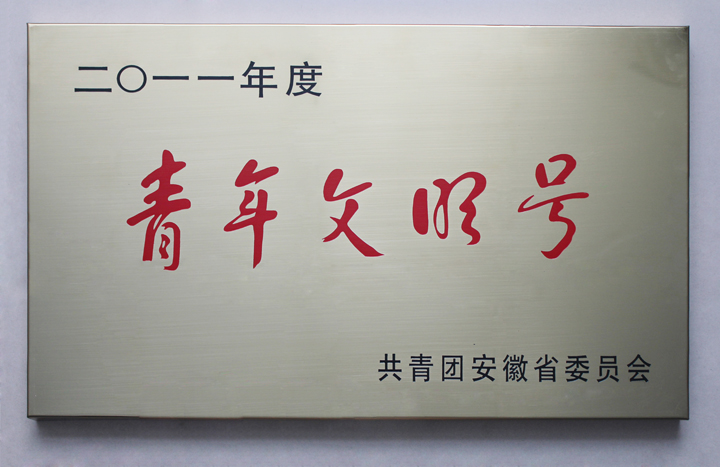 二〇一一年度
青年文明号
共青团安徽省委员会